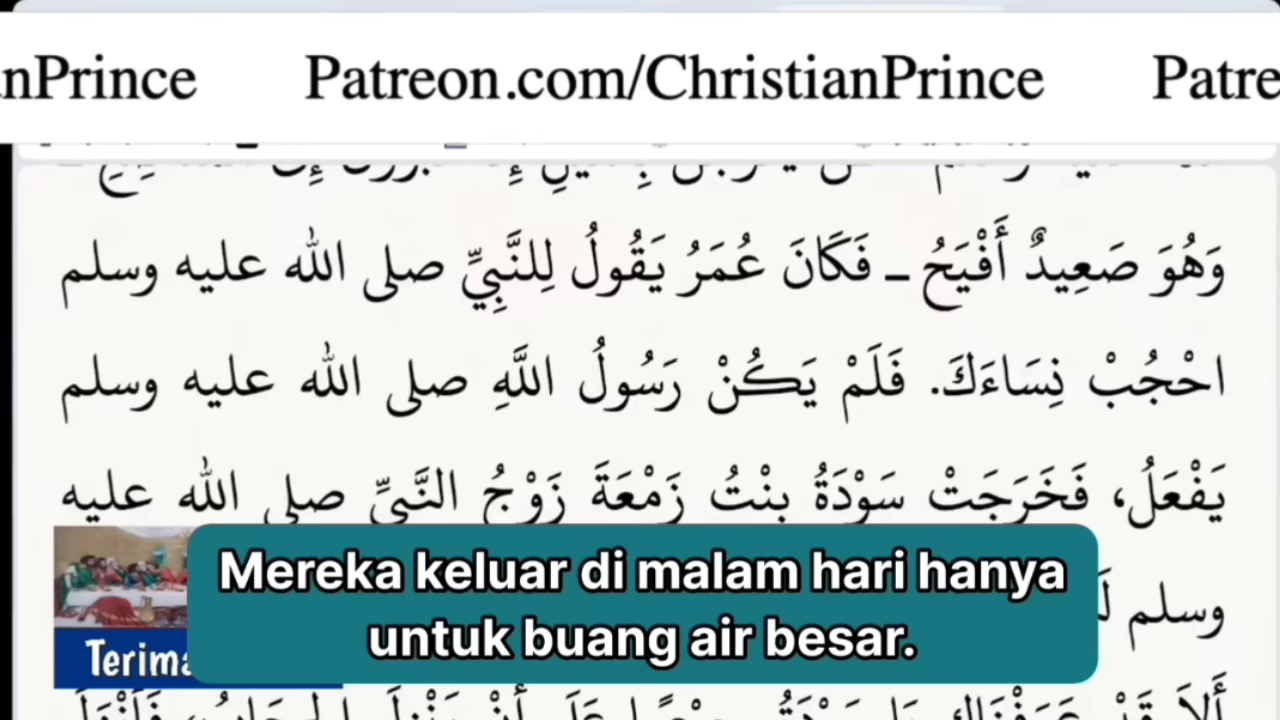 nPrince Patreon.com/ChristianPrince Patre
وَهُوَ صَعِيدٌ أَفْيَحُ ـ فَكَانَ عُمَرُ يَقُولُ لِلنَّبِيِّ صلى الله عليه وسلم
احْجُبْ نِسَاءَكَ. فَلَمْ يَكُنْ رَسُولُ اللَّهِ صلى الله عليه وسلم
يَفْعَلُ، فَخَرَجَتْ سَوْدَةُ بِنْتُ زَمْعَةَ زَوْجُ النَّبِيِّ صلى الله عليه
وسلم
Mereka keluar di malam hari hanya
untuk buang air besar.
Terima